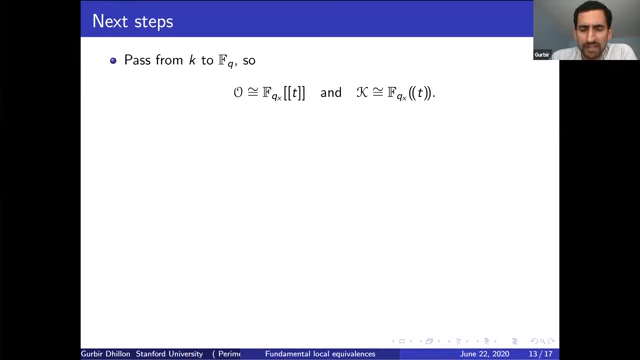 Next steps
Pass from k to 𝔽_q, so
𝒪 ≅ 𝔽_{q_x}[[t]] and 𝒦 ≅ 𝔽_{q_x}((t)).
Gurbir
Gurbir Dhillon Stanford University ( Perime Fundamental local equivalences June 22, 2020 13 / 17